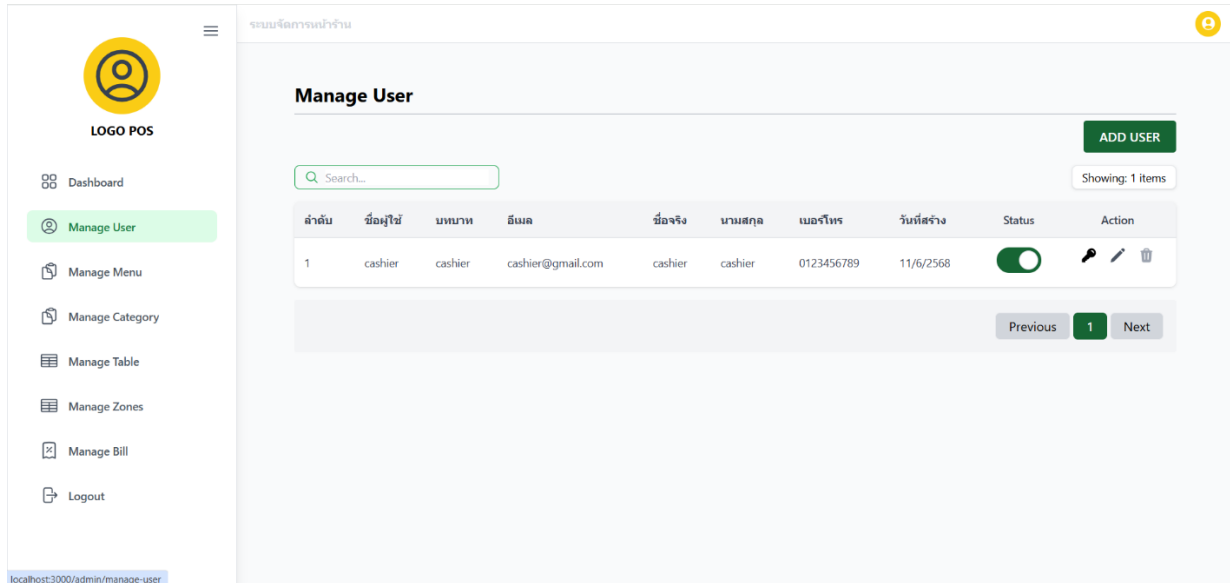 ระบบจัดการหน้าร้าน
LOGO POS
Dashboard
Manage User
Manage Menu
Manage Category
Manage Table
Manage Zones
Manage Bill
Logout
Manage User
ADD USER
Search...
Showing: 1 items
ลำดับ ชื่อผู้ใช้ บทบาท อีเมล ชื่อจริง นามสกุล เบอร์โทร วันที่สร้าง Status Action
1 cashier cashier cashier@gmail.com cashier cashier 0123456789 11/6/2568
Previous 1 Next
localhost:3000/admin/manage-user